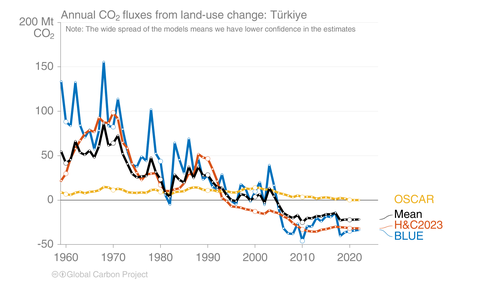 Annual CO₂ fluxes from land-use change: Türkiye
200 Mt
CO₂
Note: The wide spread of the models means we have lower confidence in the estimates
150
100
50
0
-50
OSCAR
Mean
H&C2023
BLUE
1960 1970 1980 1990 2000 2010 2020
Global Carbon Project